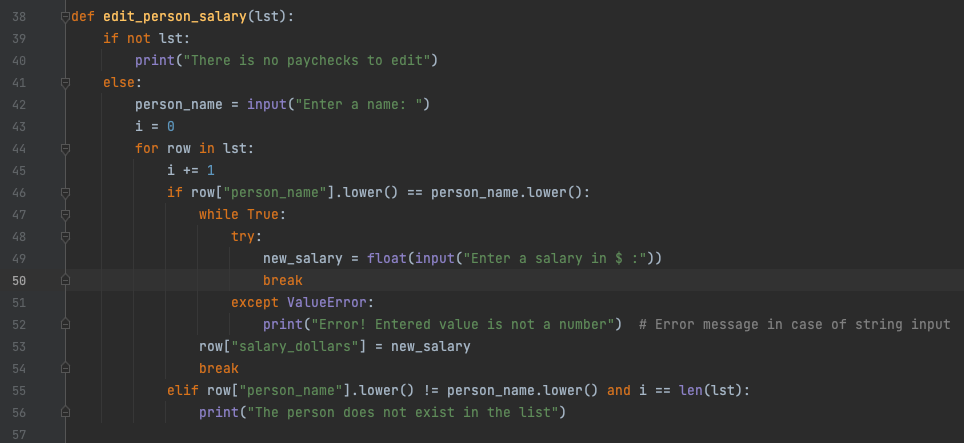 38 def edit_person_salary(lst):
39     if not lst:
40         print("There is no paychecks to edit")
41     else:
42         person_name = input("Enter a name: ")
43         i = 0
44         for row in lst:
45             i += 1
46             if row["person_name"].lower() == person_name.lower():
47                 while True:
48                     try:
49                         new_salary = float(input("Enter a salary in $ :"))
50                         break
51                     except ValueError:
52                         print("Error! Entered value is not a number")  # Error message in case of string input
53                 row["salary_dollars"] = new_salary
54                 break
55             elif row["person_name"].lower() != person_name.lower() and i == len(lst):
56                 print("The person does not exist in the list")
57